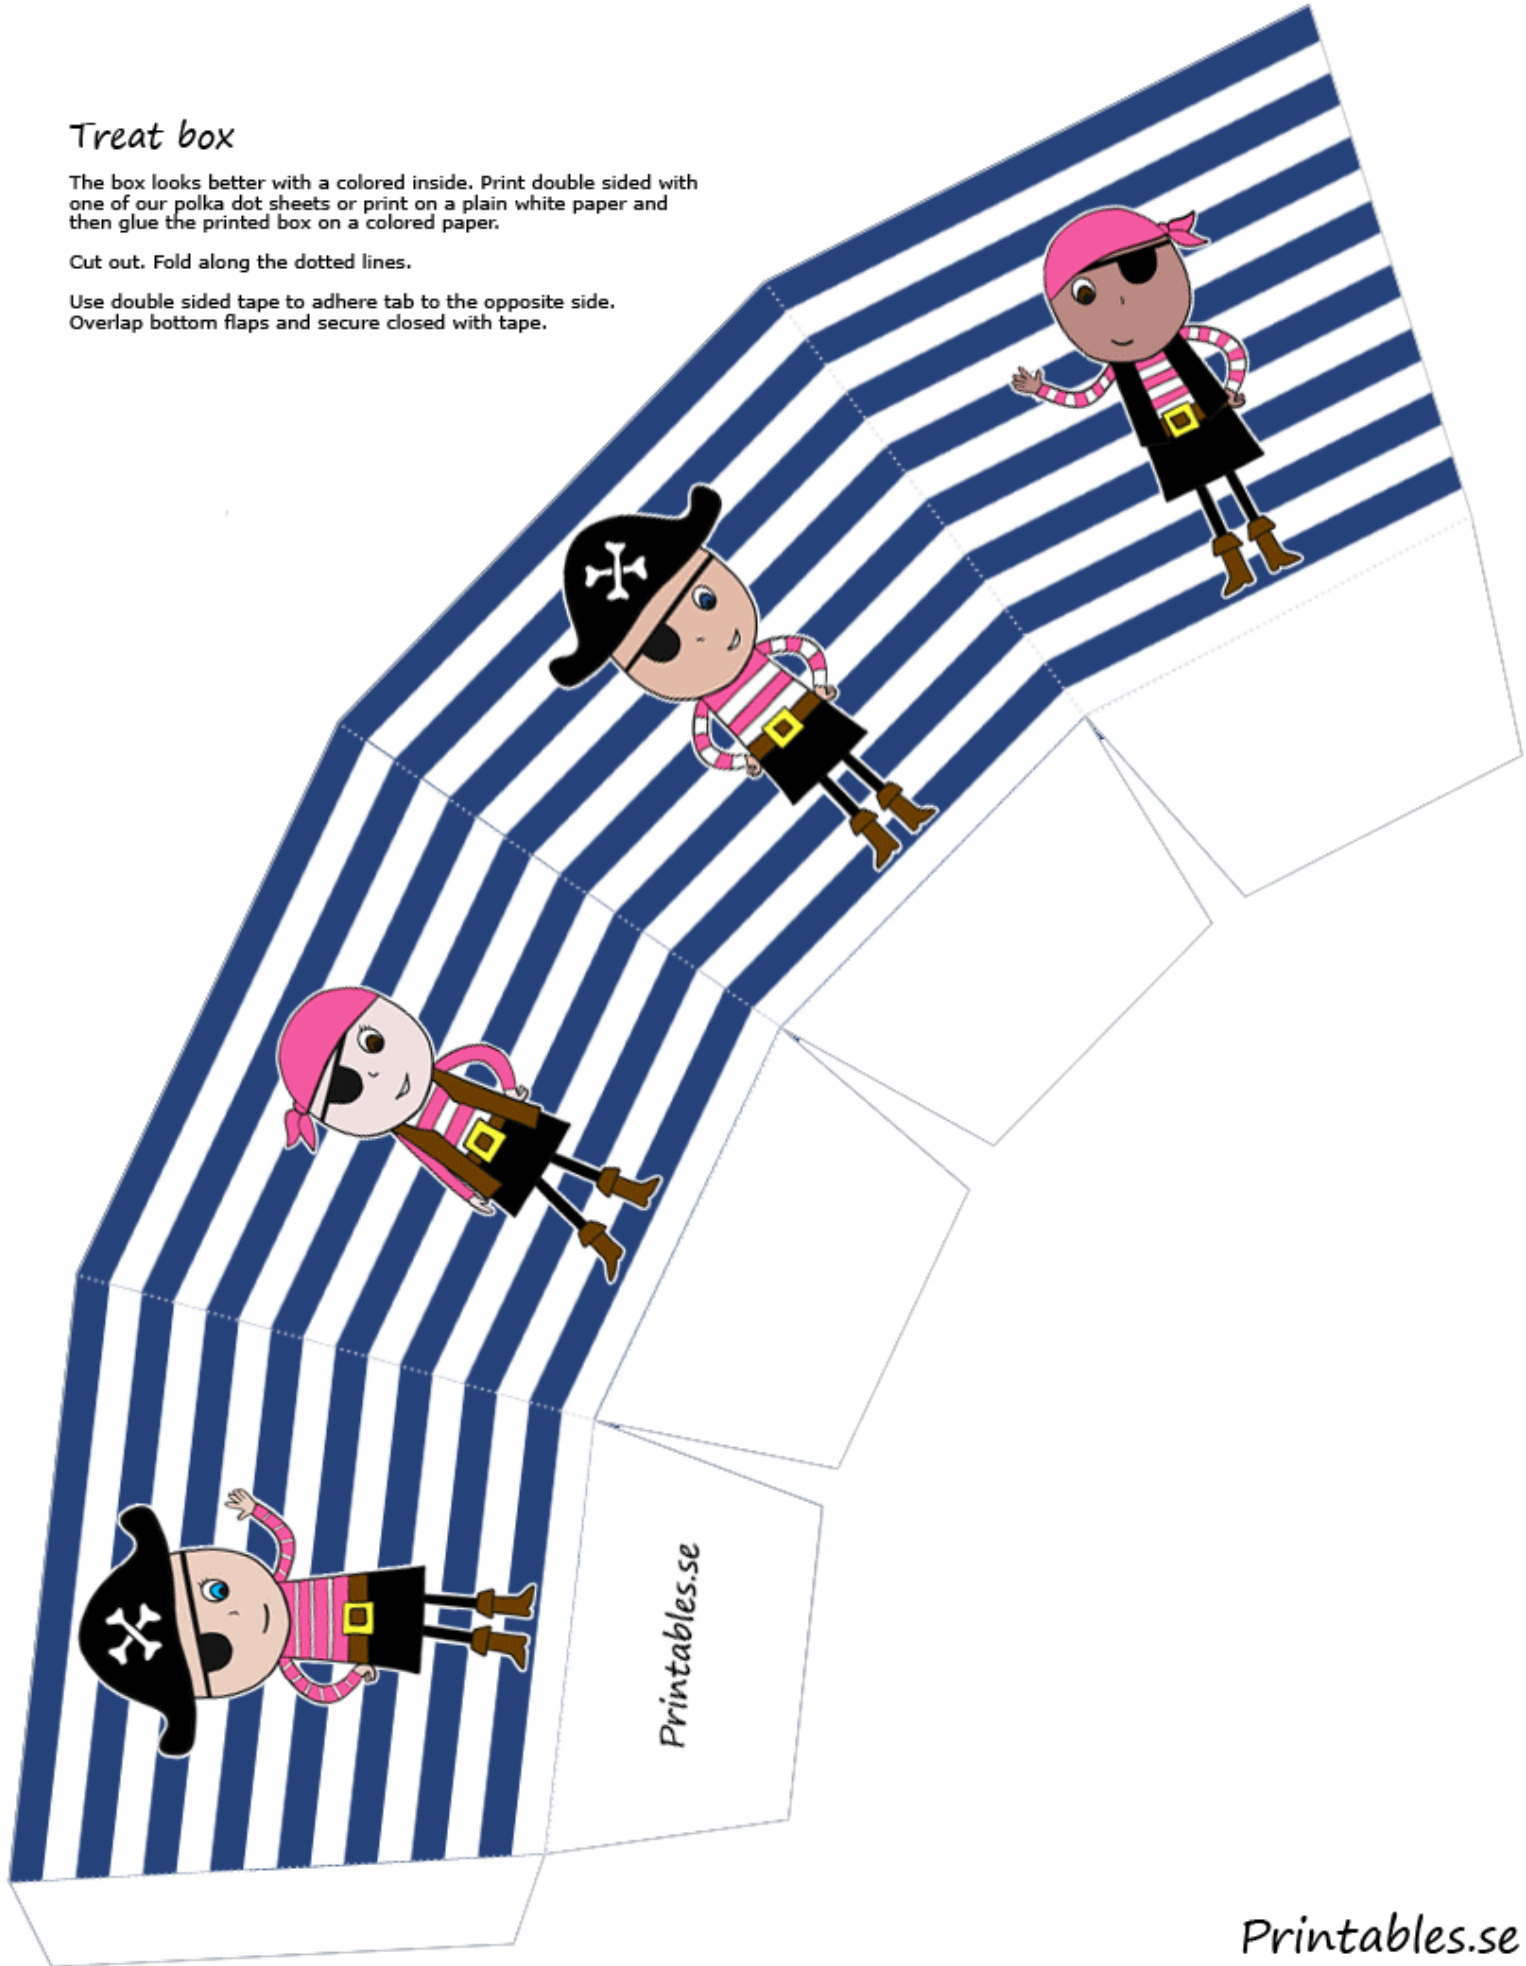 Treat box
The box looks better with a colored inside. Print double sided with
one of our polka dot sheets or print on a plain white paper and
then glue the printed box on a colored paper.
Cut out. Fold along the dotted lines.
Use double sided tape to adhere tab to the opposite side.
Overlap bottom flaps and secure closed with tape.
Printables.se
Printables.se